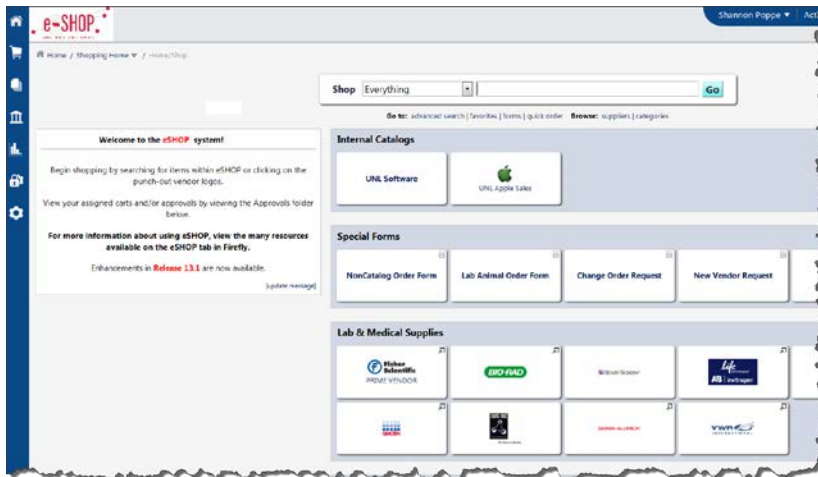 e-SHOP
Shannon Poppe
Home / Shopping Home / Home/Shop
Shop Everything Go
Go to: advanced search | favorites | forms | quick order Browse: suppliers | categories
Welcome to the eSHOP system!
Begin shopping by searching for items within eSHOP or clicking on the
punch-out vendor logos.
View your assigned carts and/or approvals by viewing the Approvals folder
below.
For more information about using eSHOP, view the many resources
available on the eSHOP tab in Firefly.
Enhancements in Release 13.1 are now available.
[update message]
Internal Catalogs
UNL Software
UNL Apple Sales
Special Forms
NonCatalog Order Form
Lab Animal Order Form
Change Order Request
New Vendor Request
Lab & Medical Supplies
Fisher
Scientific
PRIME VENDOR
BIO-RAD
Life
AB invitrogen
QIAGEN
SIGMA-ALDRICH
VWR
INTERNATIONAL